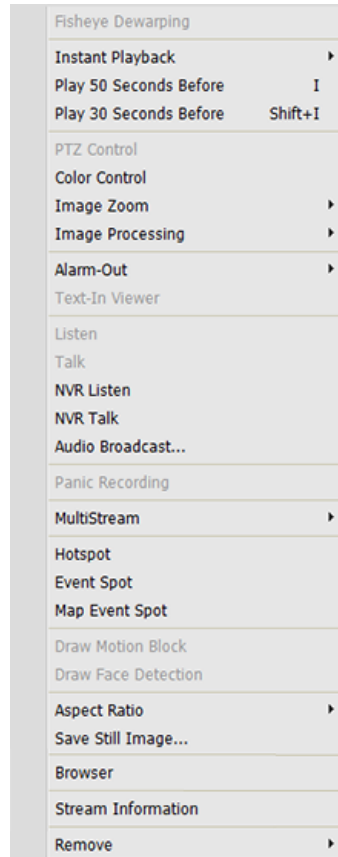 Fisheye Dewarping
Instant Playback
Play 50 Seconds Before I
Play 30 Seconds Before Shift+I
PTZ Control
Color Control
Image Zoom
Image Processing
Alarm-Out
Text-In Viewer
Listen
Talk
NVR Listen
NVR Talk
Audio Broadcast...
Panic Recording
MultiStream
Hotspot
Event Spot
Map Event Spot
Draw Motion Block
Draw Face Detection
Aspect Ratio
Save Still Image...
Browser
Stream Information
Remove